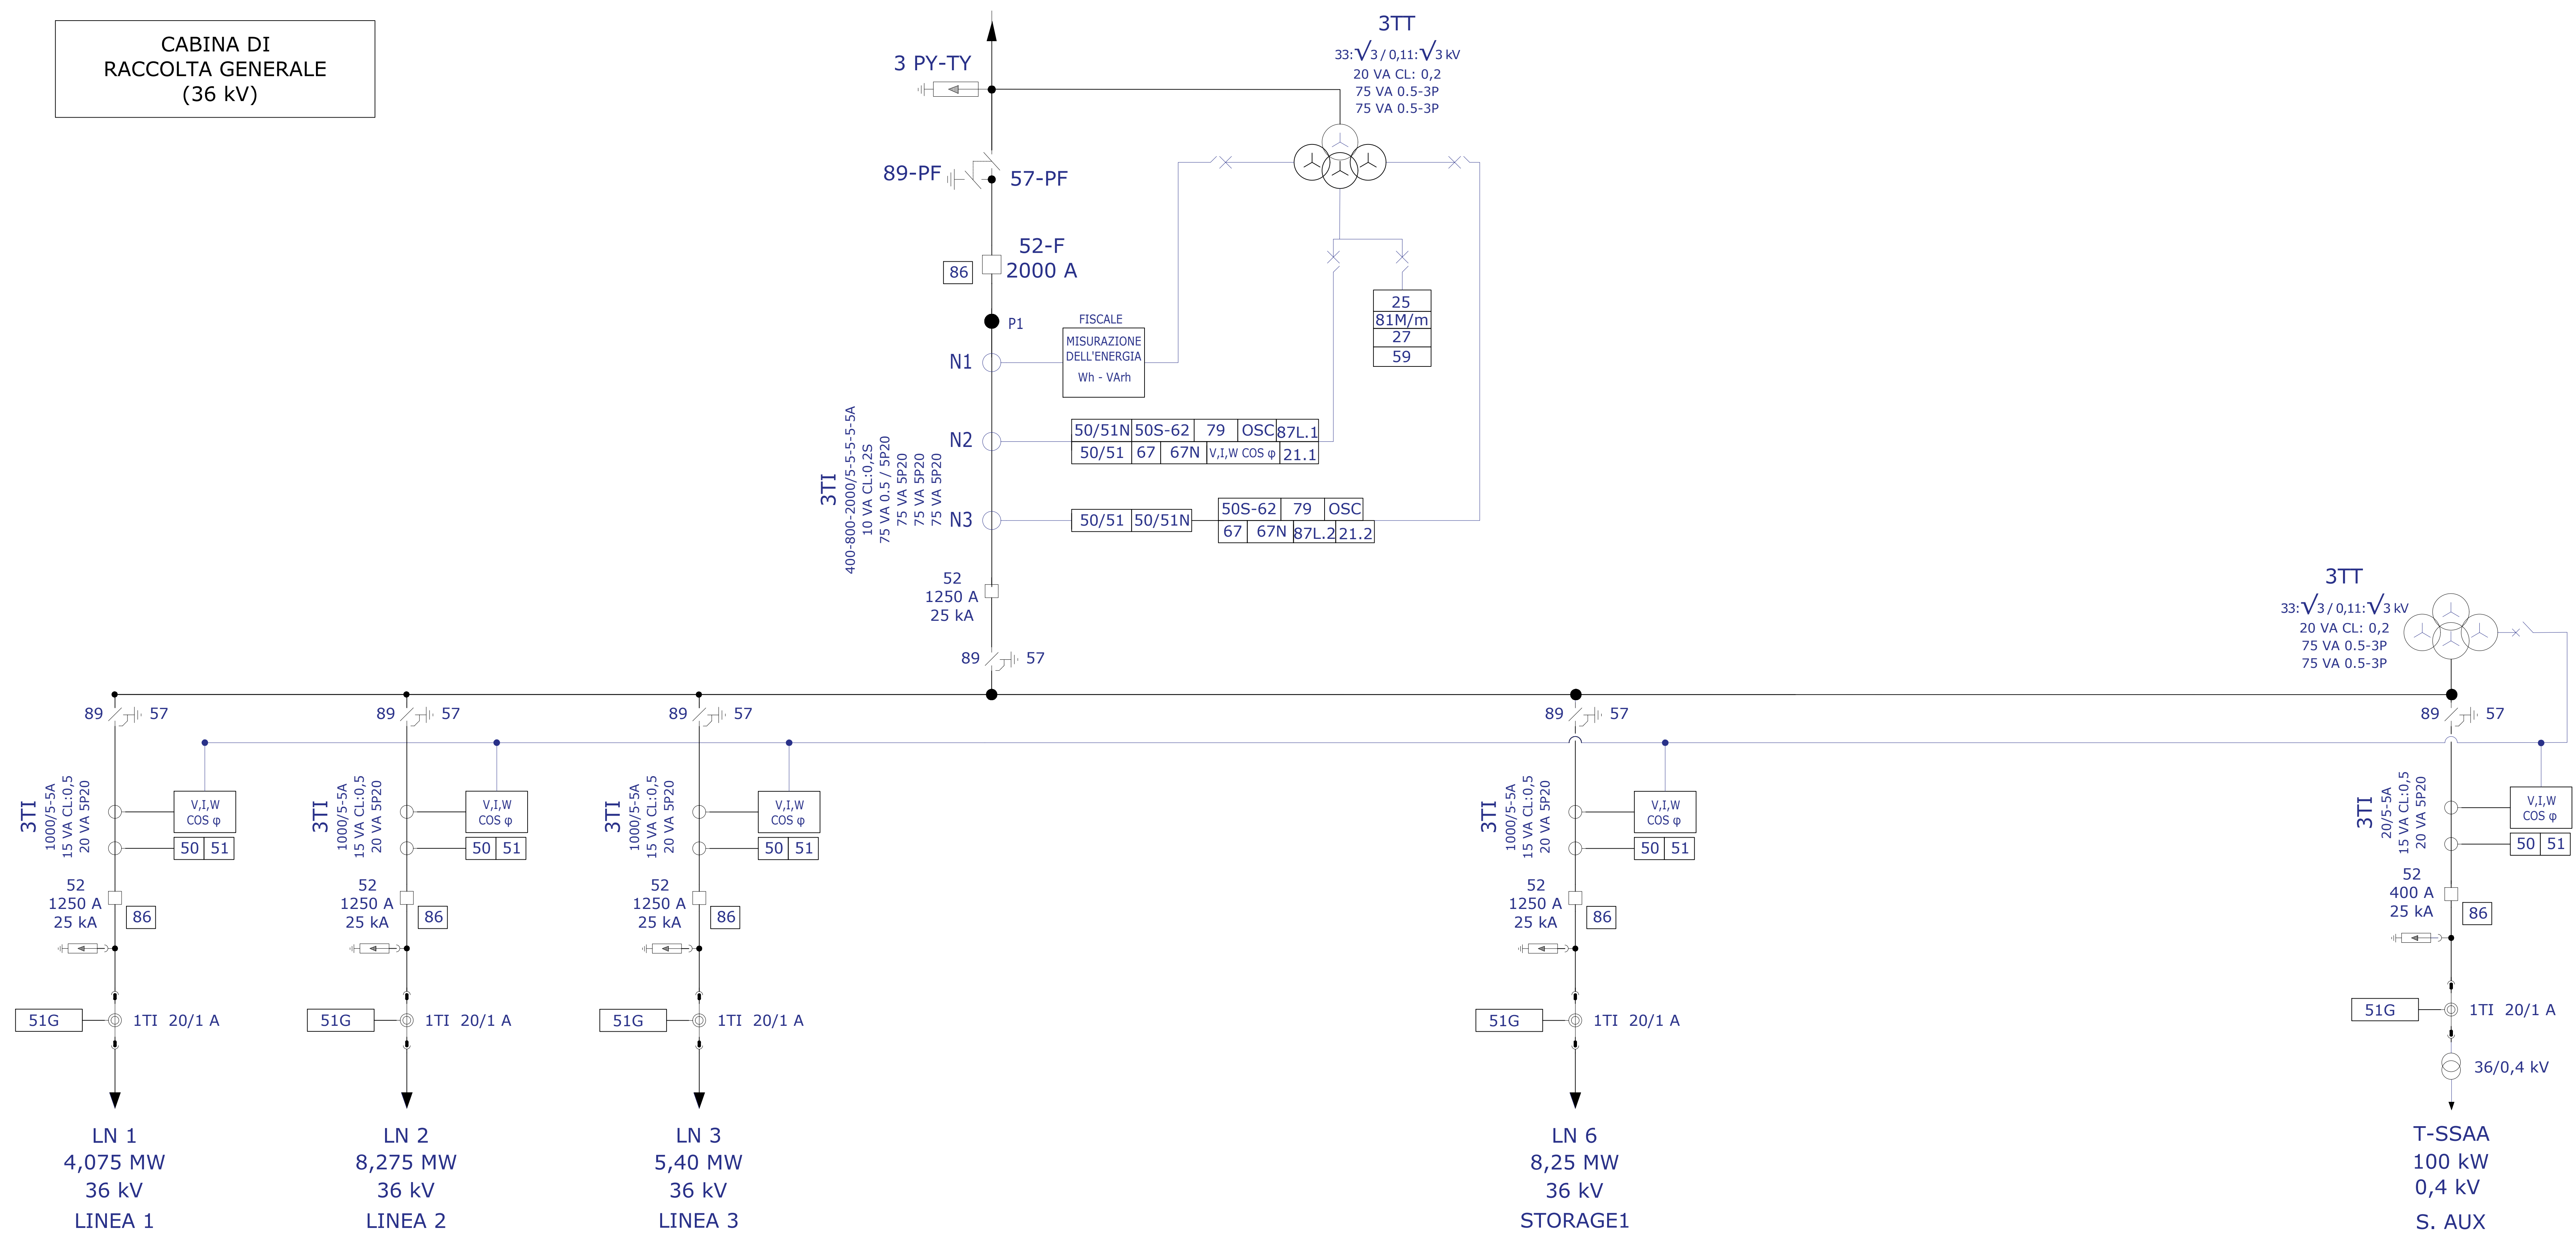 CABINA DI
RACCOLTA GENERALE
(36 kV)
3 PY-TY
3TT
33:√3 / 0,11:√3 kV
20 VA CL: 0,2
75 VA 0.5-3P
75 VA 0.5-3P
89-PF
57-PF
52-F
2000 A
86
P1
FISCALE
MISURAZIONE
DELL'ENERGIA
Wh - VArh
25
81M/m
27
59
N1
N2
N3
50/51N 50S-62 79 OSC 87L.1
50/51 67 67N V,I,W COS φ 21.1
50/51 50/51N
50S-62 79 OSC
67 67N 87L.2 21.2
3TI
400-800-2000/5-5-5-5-5-5A
10 VA CL:0,2S
75 VA 0.5 / 5P20
75 VA 5P20
75 VA 5P20
75 VA 5P20
52
1250 A
25 kA
89 57
3TT
33:√3 / 0,11:√3 kV
20 VA CL: 0,2
75 VA 0.5-3P
75 VA 0.5-3P
89 57
3TI
1000/5-5A
15 VA CL:0,5
20 VA 5P20
V,I,W
COS φ
50 51
52
1250 A
25 kA
86
51G
1TI 20/1 A
LN 1
4,075 MW
36 kV
LINEA 1
89 57
3TI
1000/5-5A
15 VA CL:0,5
20 VA 5P20
V,I,W
COS φ
50 51
52
1250 A
25 kA
86
51G
1TI 20/1 A
LN 2
8,275 MW
36 kV
LINEA 2
89 57
3TI
1000/5-5A
15 VA CL:0,5
20 VA 5P20
V,I,W
COS φ
50 51
52
1250 A
25 kA
86
51G
1TI 20/1 A
LN 3
5,40 MW
36 kV
LINEA 3
89 57
3TI
1000/5-5A
15 VA CL:0,5
20 VA 5P20
V,I,W
COS φ
50 51
52
1250 A
25 kA
86
51G
1TI 20/1 A
LN 6
8,25 MW
36 kV
STORAGE1
89 57
3TI
20/5-5A
15 VA CL:0,5
20 VA 5P20
V,I,W
COS φ
50 51
52
400 A
25 kA
86
51G
1TI 20/1 A
36/0,4 kV
T-SSAA
100 kW
0,4 kV
S. AUX